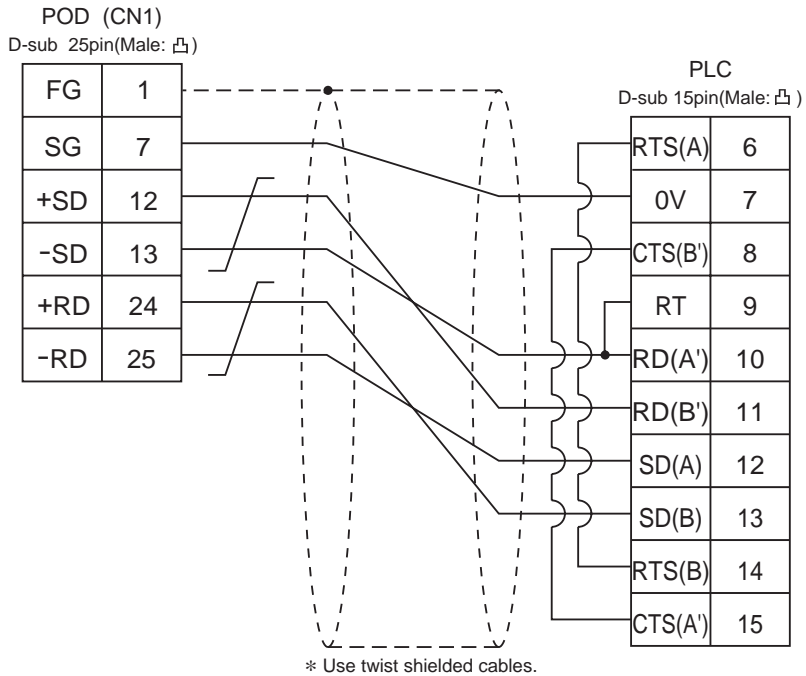 POD (CN1)
D-sub 25pin(Male: 凸)
FG 1
SG 7
+SD 12
-SD 13
+RD 24
-RD 25
PLC
D-sub 15pin(Male: 凸)
RTS(A) 6
0V 7
CTS(B') 8
RT 9
RD(A') 10
RD(B') 11
SD(A) 12
SD(B) 13
RTS(B) 14
CTS(A') 15
* Use twist shielded cables.